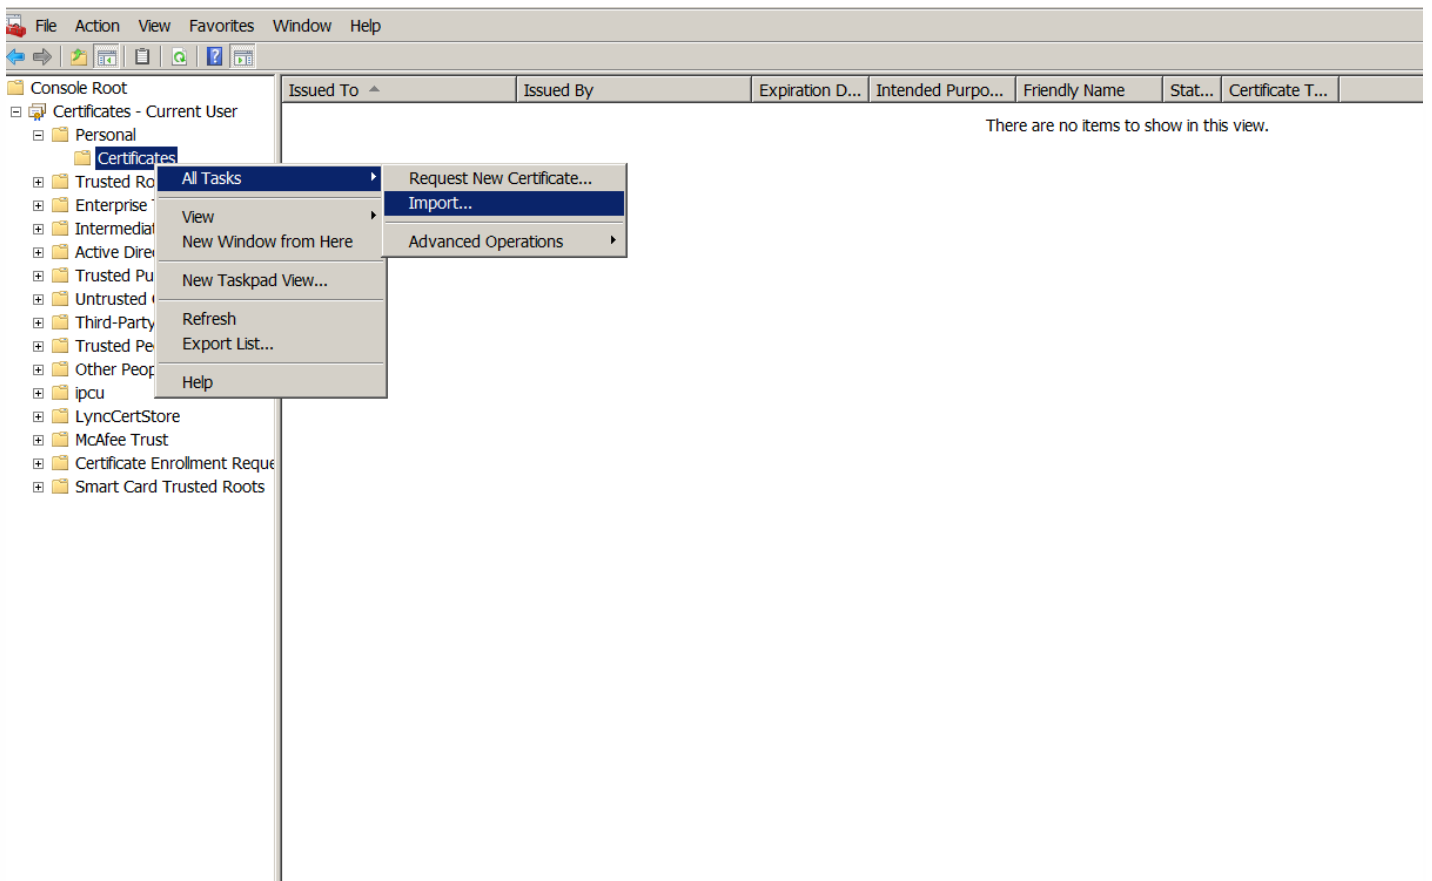 File Action View Favorites Window Help
Console Root
Certificates - Current User
Personal
Certificates
Trusted Ro
Enterprise
Intermediat
Active Dire
Trusted Pu
Untrusted
Third-Party
Trusted Pe
Other Peop
ipcu
LyncCertStore
McAfee Trust
Certificate Enrollment Reque
Smart Card Trusted Roots
All Tasks
View
New Window from Here
New Taskpad View...
Refresh
Export List...
Help
Request New Certificate...
Import...
Advanced Operations
Issued To Issued By Expiration D... Intended Purpo... Friendly Name Stat... Certificate T...
There are no items to show in this view.